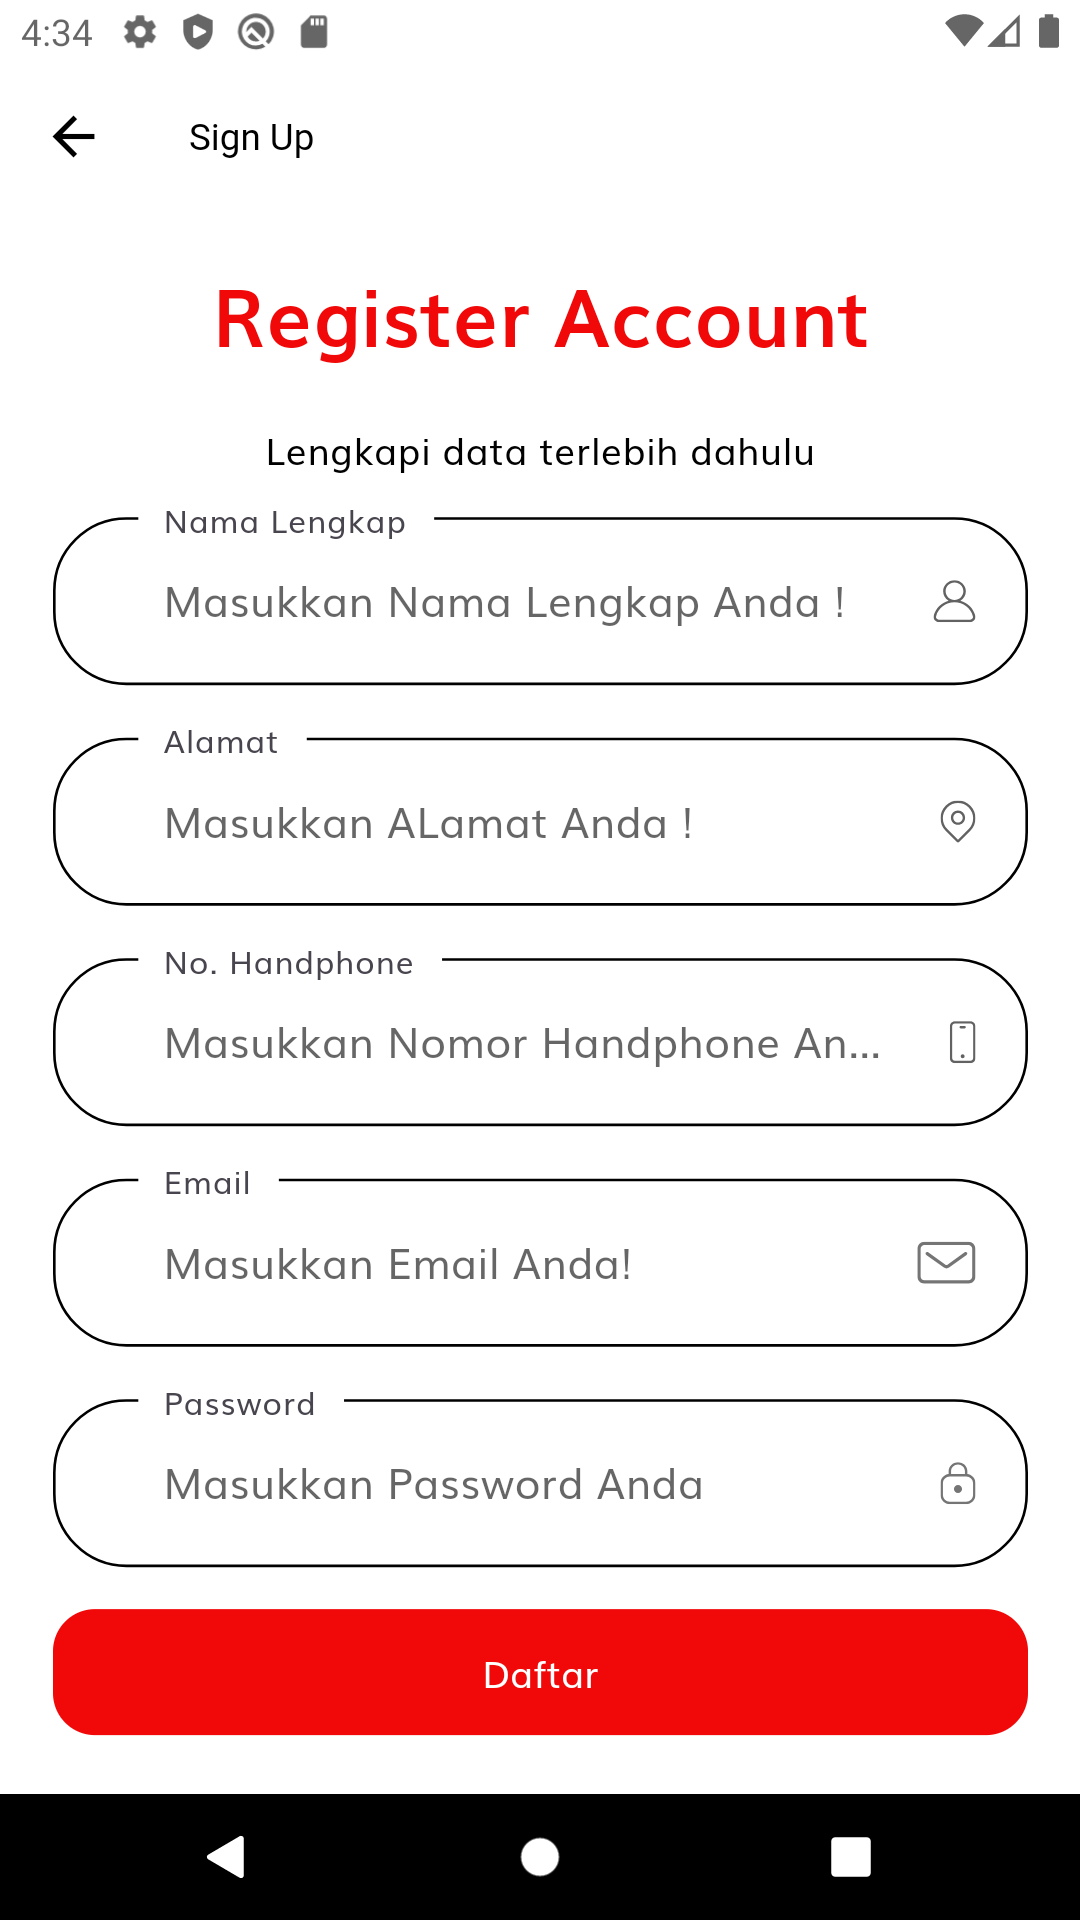 4:34
Sign Up
Register Account
Lengkapi data terlebih dahulu
Nama Lengkap
Masukkan Nama Lengkap Anda !
Alamat
Masukkan ALamat Anda !
No. Handphone
Masukkan Nomor Handphone An...
Email
Masukkan Email Anda!
Password
Masukkan Password Anda
Daftar